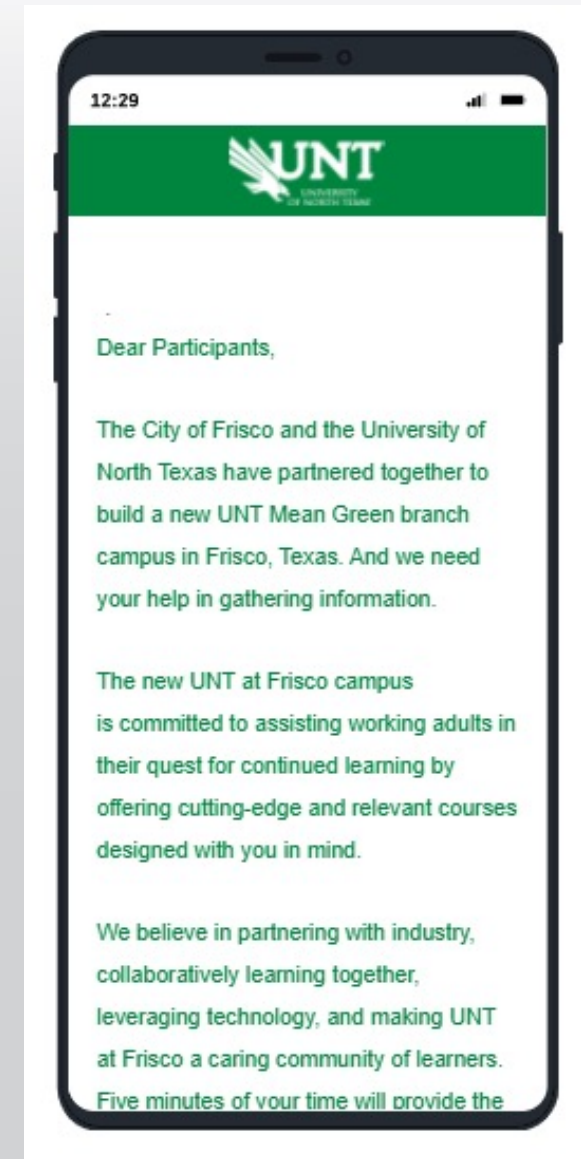 12:29
UNT
UNIVERSITY
OF NORTH TEXAS
Dear Participants,
The City of Frisco and the University of
North Texas have partnered together to
build a new UNT Mean Green branch
campus in Frisco, Texas. And we need
your help in gathering information.
The new UNT at Frisco campus
is committed to assisting working adults in
their quest for continued learning by
offering cutting-edge and relevant courses
designed with you in mind.
We believe in partnering with industry,
collaboratively learning together,
leveraging technology, and making UNT
at Frisco a caring community of learners.
Five minutes of your time will provide the